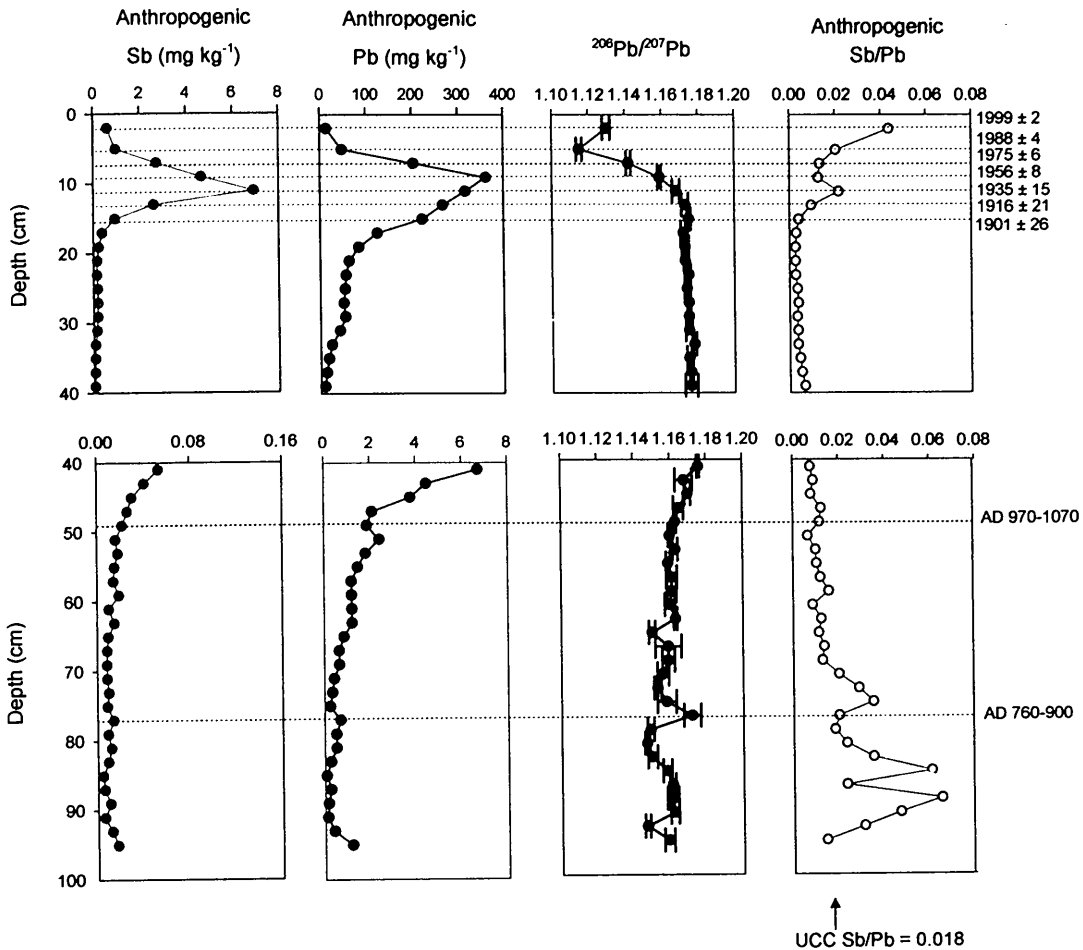 Anthropogenic Sb (mg kg⁻¹)
Anthropogenic Pb (mg kg⁻¹)
²⁰⁶Pb/²⁰⁷Pb
Anthropogenic Sb/Pb
0 2 4 6 8
0 100 200 300 400
1.10 1.12 1.14 1.16 1.18 1.20
0.00 0.02 0.04 0.06 0.08
Depth (cm)
0
10
20
30
40
1999 ± 2
1988 ± 4
1975 ± 6
1956 ± 8
1935 ± 15
1916 ± 21
1901 ± 26
0.00 0.08 0.16
0 2 4 6 8
1.10 1.12 1.14 1.16 1.18 1.20
0.00 0.02 0.04 0.06 0.08
Depth (cm)
40
50
60
70
80
90
100
AD 970-1070
AD 760-900
UCC Sb/Pb = 0.018